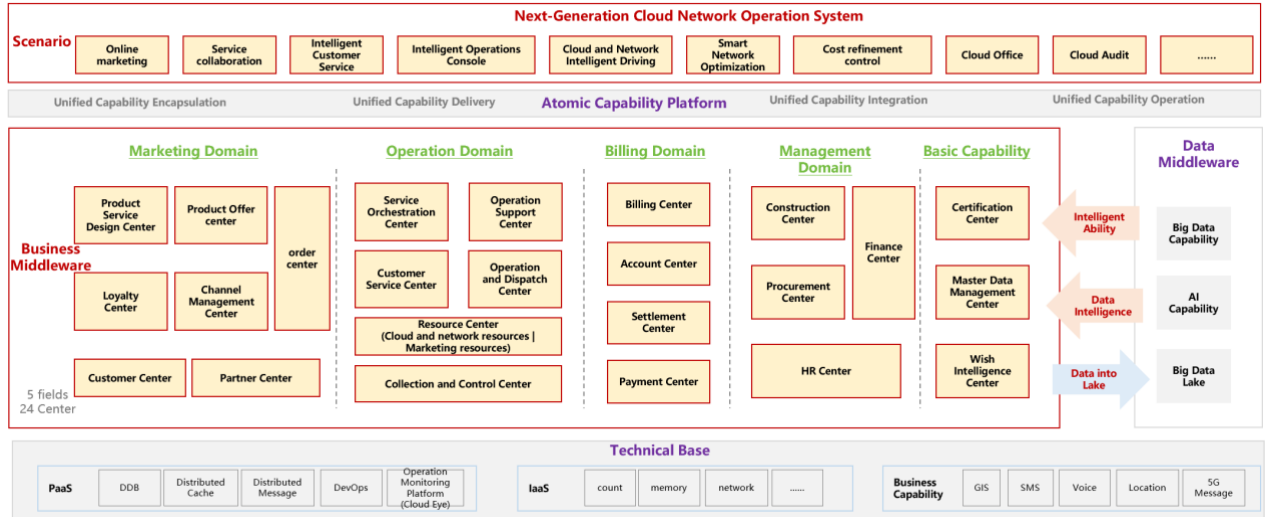 Next-Generation Cloud Network Operation System
Scenario
Online
marketing
Service
collaboration
Intelligent
Customer
Service
Intelligent Operations
Console
Cloud and Network
Intelligent Driving
Smart
Network
Optimization
Cost refinement
control
Cloud Office
Cloud Audit
......
Unified Capability Encapsulation
Unified Capability Delivery
Atomic Capability Platform
Unified Capability Integration
Unified Capability Operation
Business
Middleware
5 fields
24 Center
Marketing Domain
Product
Service
Design Center
Product Offer
center
order
center
Loyalty
Center
Channel
Management
Center
Customer Center
Partner Center
Operation Domain
Service
Orchestration
Center
Operation
Support
Center
Customer
Service Center
Operation
and Dispatch
Center
Resource Center
(Cloud and network resources |
Marketing resources)
Collection and Control Center
Billing Domain
Billing Center
Account Center
Settlement
Center
Payment Center
Management
Domain
Construction
Center
Finance
Center
Procurement
Center
HR Center
Basic Capability
Certification
Center
Master Data
Management
Center
Wish
Intelligence
Center
Intelligent
Ability
Data
Intelligence
Data into
Lake
Data
Middleware
Big Data
Capability
AI
Capability
Big Data
Lake
Technical Base
PaaS
DDB
Distributed
Cache
Distributed
Message
DevOps
Operation
Monitoring
Platform
(Cloud Eye)
IaaS
count
memory
network
......
Business
Capability
GIS
SMS
Voice
Location
5G
Message